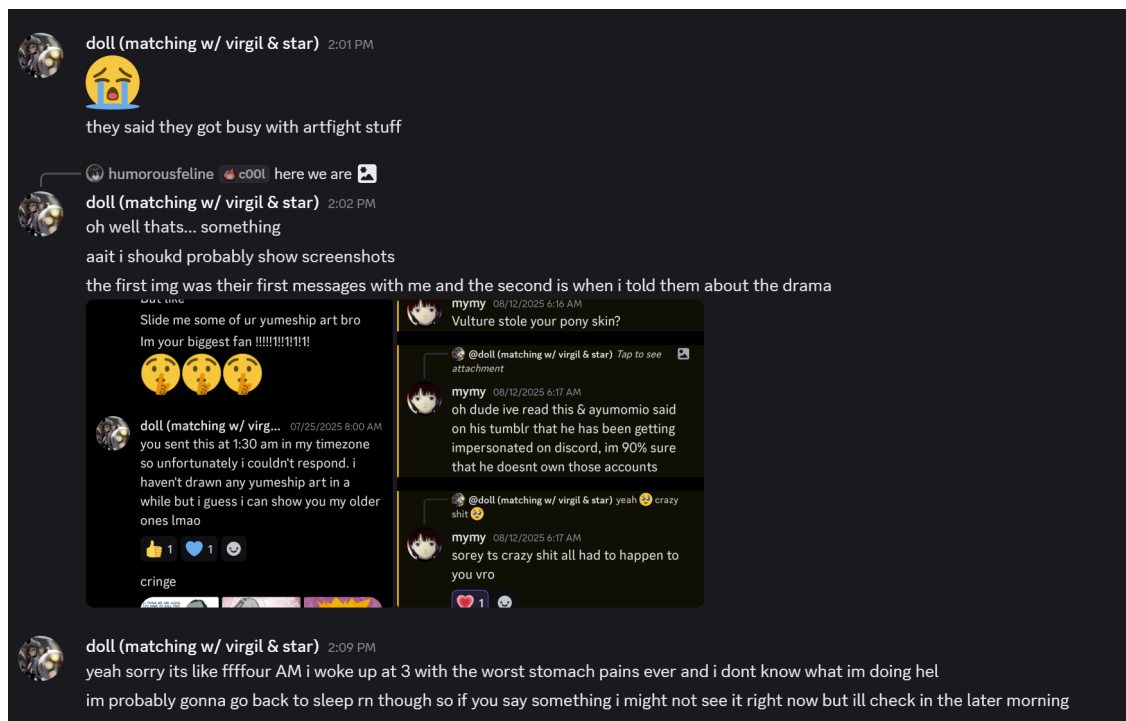 doll (matching w/ virgil & star) 2:01 PM
😭
they said they got busy with artfight stuff
humorousfeline c00l here we are
doll (matching w/ virgil & star) 2:02 PM
oh well thats... something
aait i shoukd probably show screenshots
the first img was their first messages with me and the second is when i told them about the drama
But like
Slide me some of ur yumeship art bro
Im your biggest fan !!!!!1!!1!1!1!
🤫🤫🤫
doll (matching w/ virg... 07/25/2025 8:00 AM
you sent this at 1:30 am in my timezone
so unfortunately i couldn't respond. i
haven't drawn any yumeship art in a
while but i guess i can show you my older
ones lmao
👍 1 💙 1
cringe
mymy 08/12/2025 6:16 AM
Vulture stole your pony skin?
@doll (matching w/ virgil & star) Tap to see
attachment
mymy 08/12/2025 6:17 AM
oh dude ive read this & ayumomio said
on his tumblr that he has been getting
impersonated on discord, im 90% sure
that he doesnt own those accounts
@doll (matching w/ virgil & star) yeah 🥹 crazy
shit 🥹
mymy 08/12/2025 6:17 AM
sorey ts crazy shit all had to happen to
you vro
💗 1
doll (matching w/ virgil & star) 2:09 PM
yeah sorry its like ffffour AM i woke up at 3 with the worst stomach pains ever and i dont know what im doing hel
im probably gonna go back to sleep rn though so if you say something i might not see it right now but ill check in the later morning